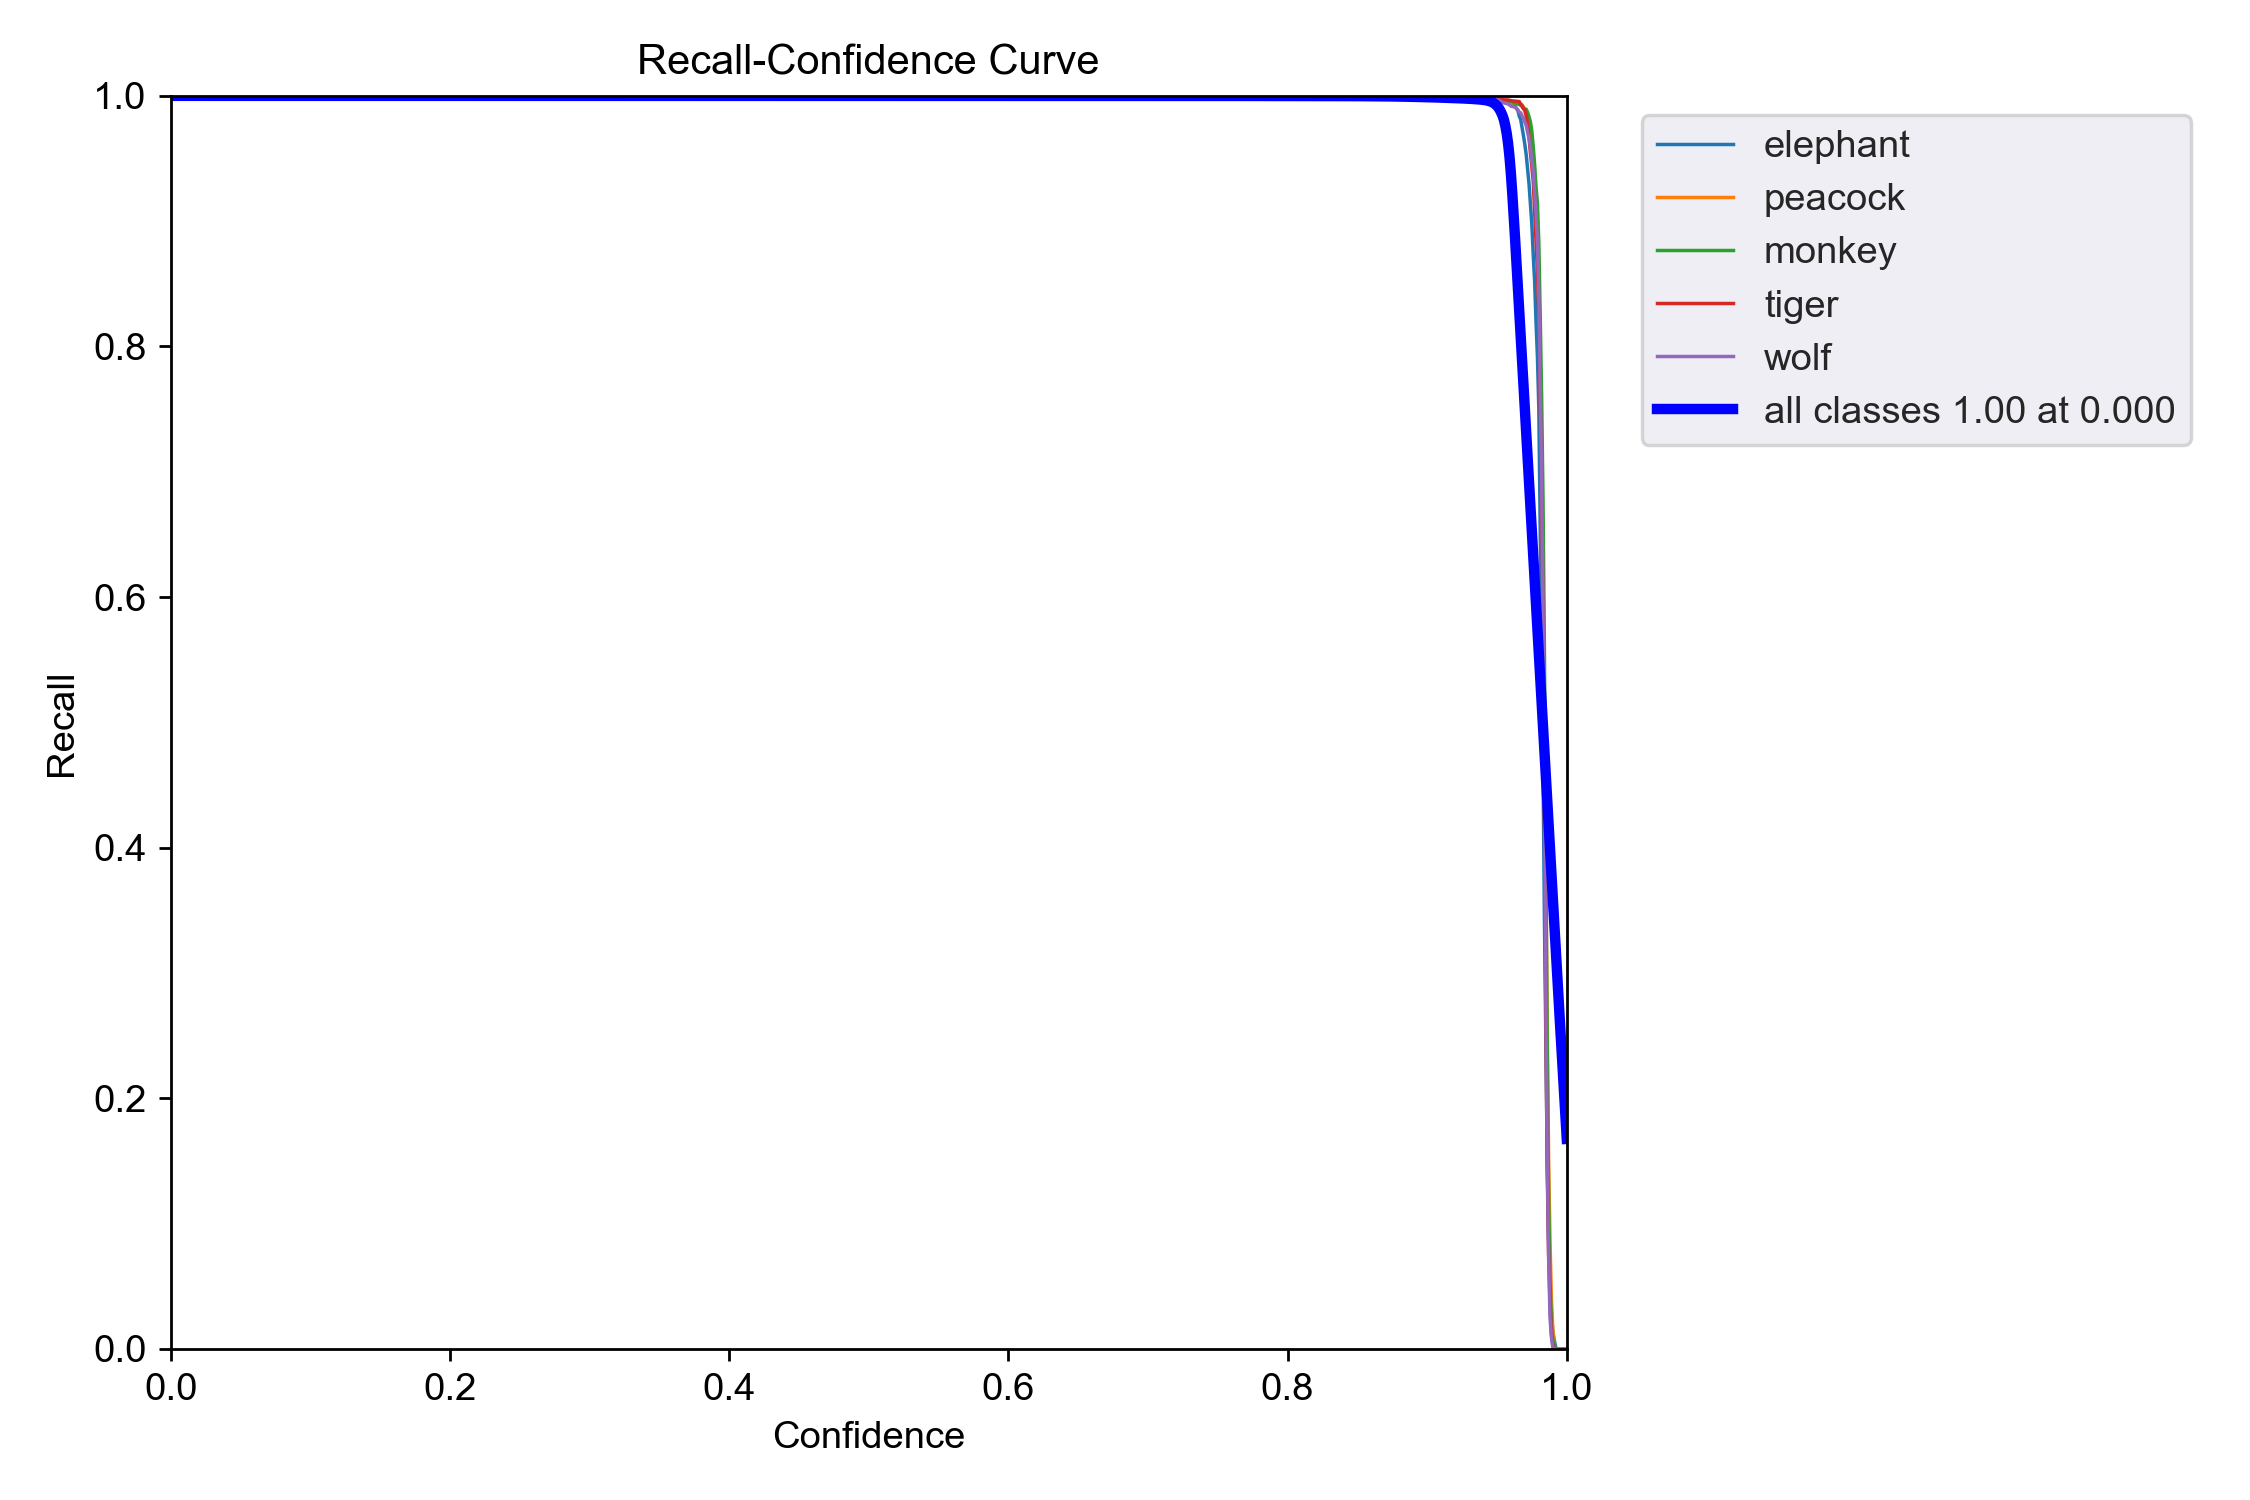 Recall-Confidence Curve
1.0
0.8
0.6
0.4
0.2
0.0
Recall
0.0 0.2 0.4 0.6 0.8 1.0
Confidence
elephant
peacock
monkey
tiger
wolf
all classes 1.00 at 0.000